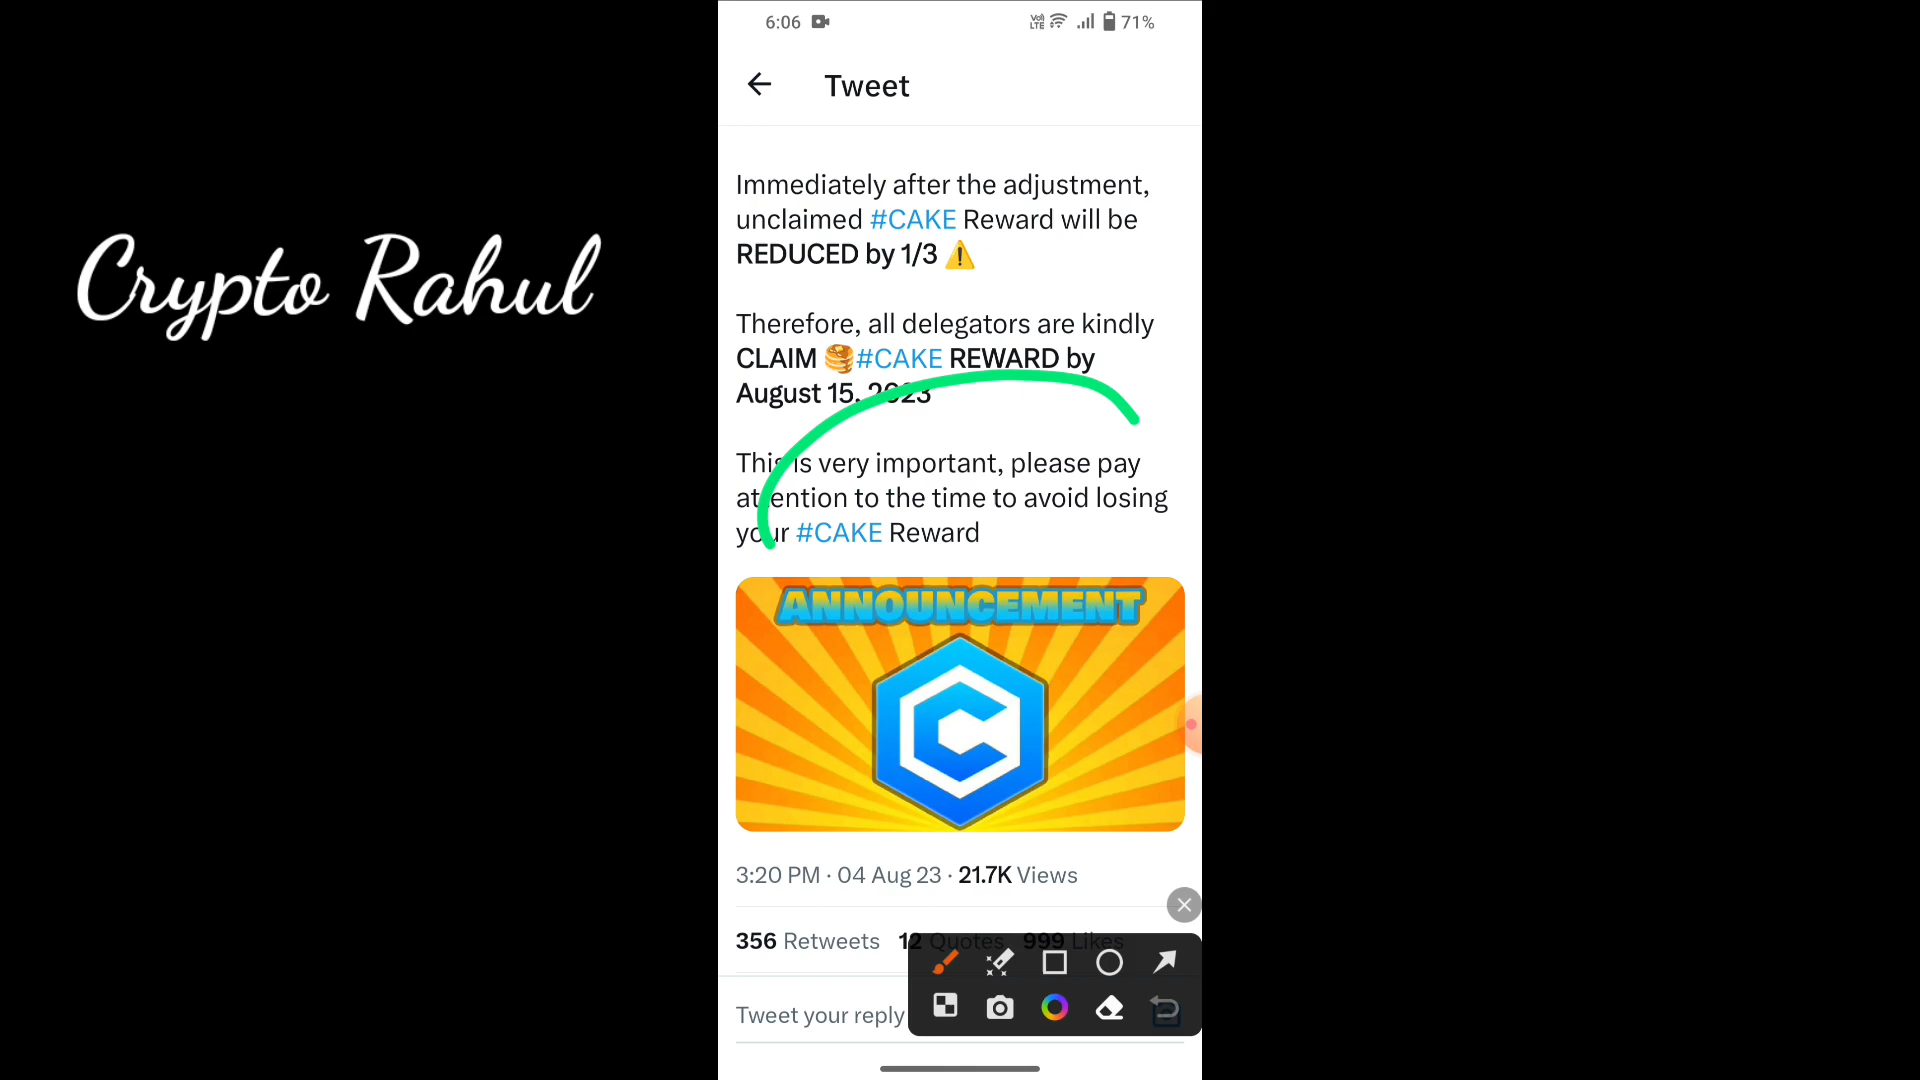 6:06 Vo) LTE 71%
Tweet
Crypto Rahul
Immediately after the adjustment,
unclaimed #CAKE Reward will be
REDUCED by 1/3 ⚠️
Therefore, all delegators are kindly
CLAIM 🥞#CAKE REWARD by
August 15, 2023
This is very important, please pay
attention to the time to avoid losing
your #CAKE Reward
ANNOUNCEMENT
3:20 PM · 04 Aug 23 · 21.7K Views
356 Retweets 12 Quotes 999 Likes
Tweet your reply